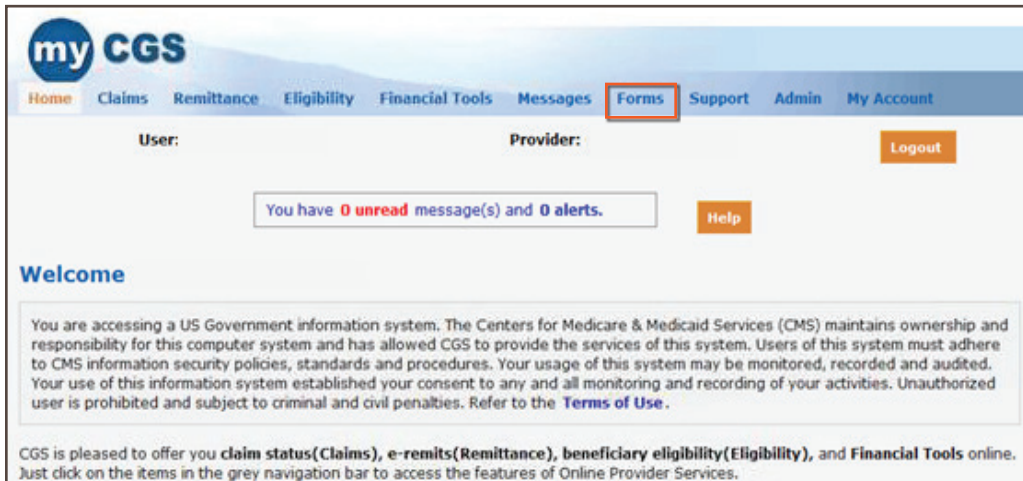 my CGS
Home Claims Remittance Eligibility Financial Tools Messages Forms Support Admin My Account
User: Provider: Logout
You have 0 unread message(s) and 0 alerts. Help
Welcome
You are accessing a US Government information system. The Centers for Medicare & Medicaid Services (CMS) maintains ownership and
responsibility for this computer system and has allowed CGS to provide the services of this system. Users of this system must adhere
to CMS information security policies, standards and procedures. Your usage of this system may be monitored, recorded and audited.
Your use of this information system established your consent to any and all monitoring and recording of your activities. Unauthorized
user is prohibited and subject to criminal and civil penalties. Refer to the Terms of Use.
CGS is pleased to offer you claim status(Claims), e-remits(Remittance), beneficiary eligibility(Eligibility), and Financial Tools online.
Just click on the items in the grey navigation bar to access the features of Online Provider Services.